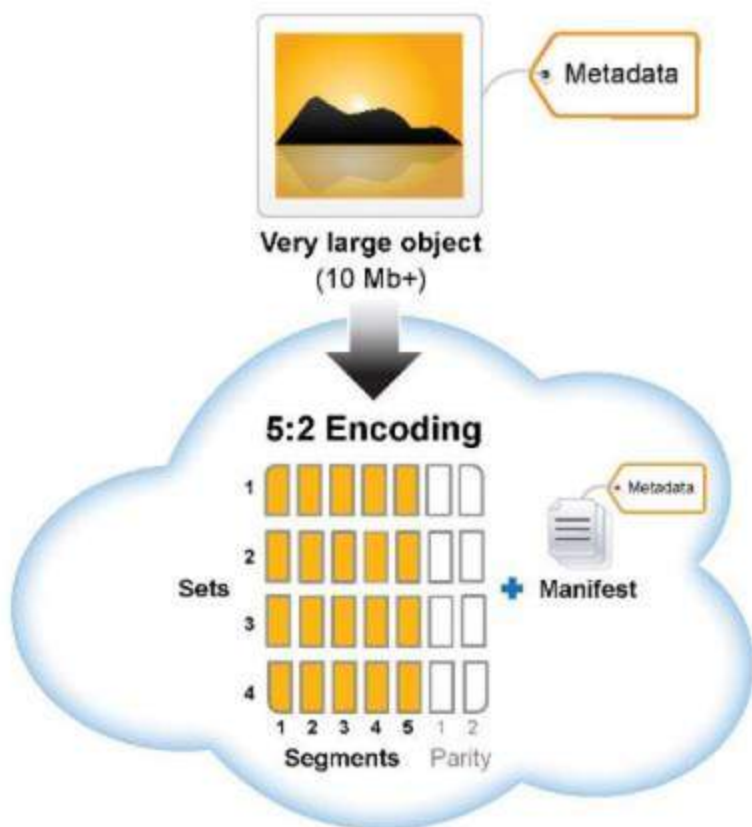 Metadata
Very large object
(10 Mb+)
5:2 Encoding
1
Metadata
2
Sets
Manifest
3
4
1 2 3 4 5 1 2
Segments Parity